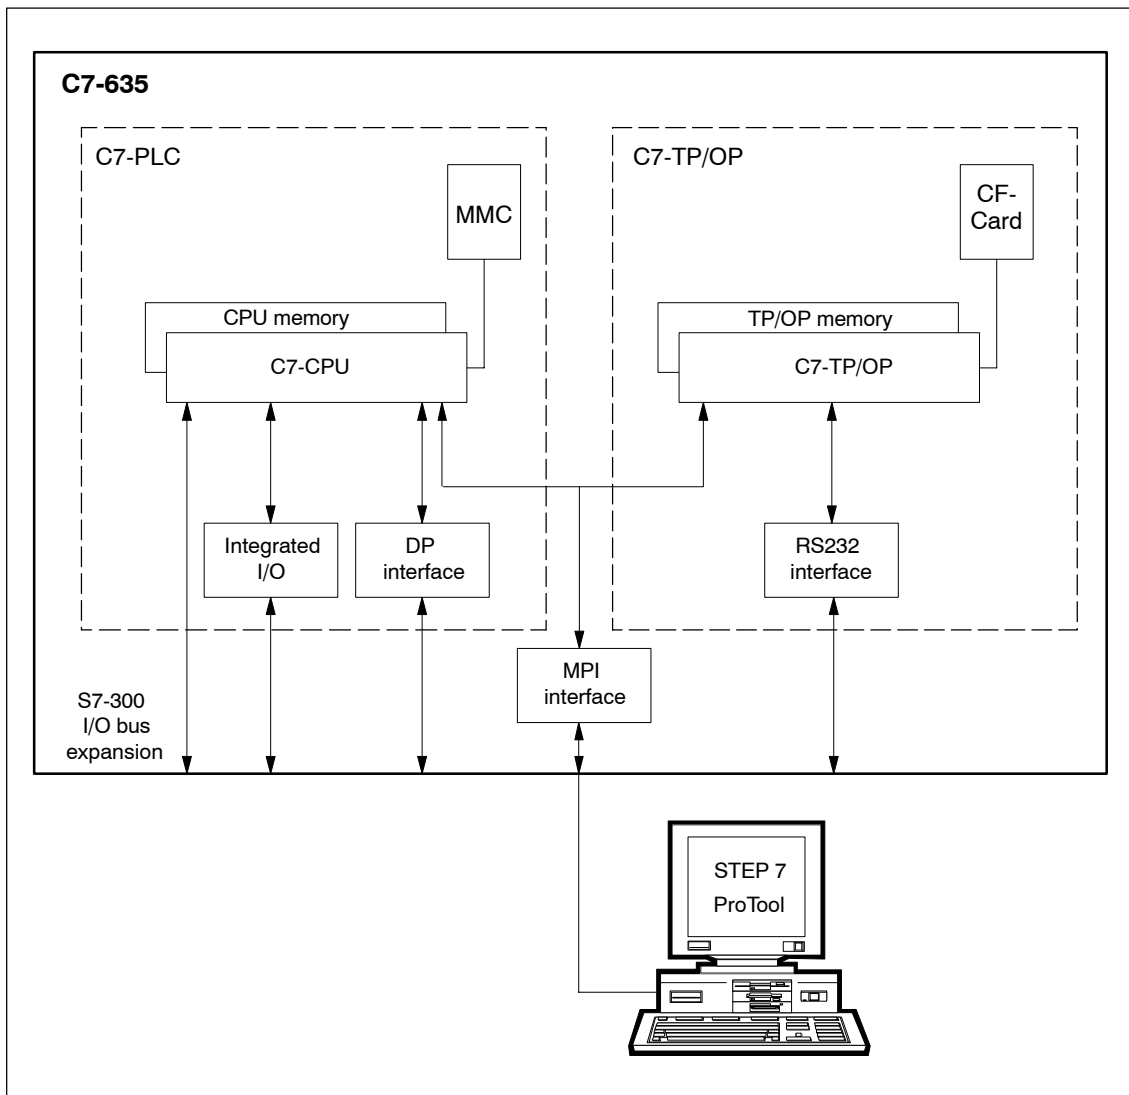 C7-635
C7-PLC
MMC
CPU memory
C7-CPU
Integrated
I/O
DP
interface
C7-TP/OP
CF-
Card
TP/OP memory
C7-TP/OP
RS232
interface
MPI
interface
S7-300
I/O bus
expansion
STEP 7
ProTool